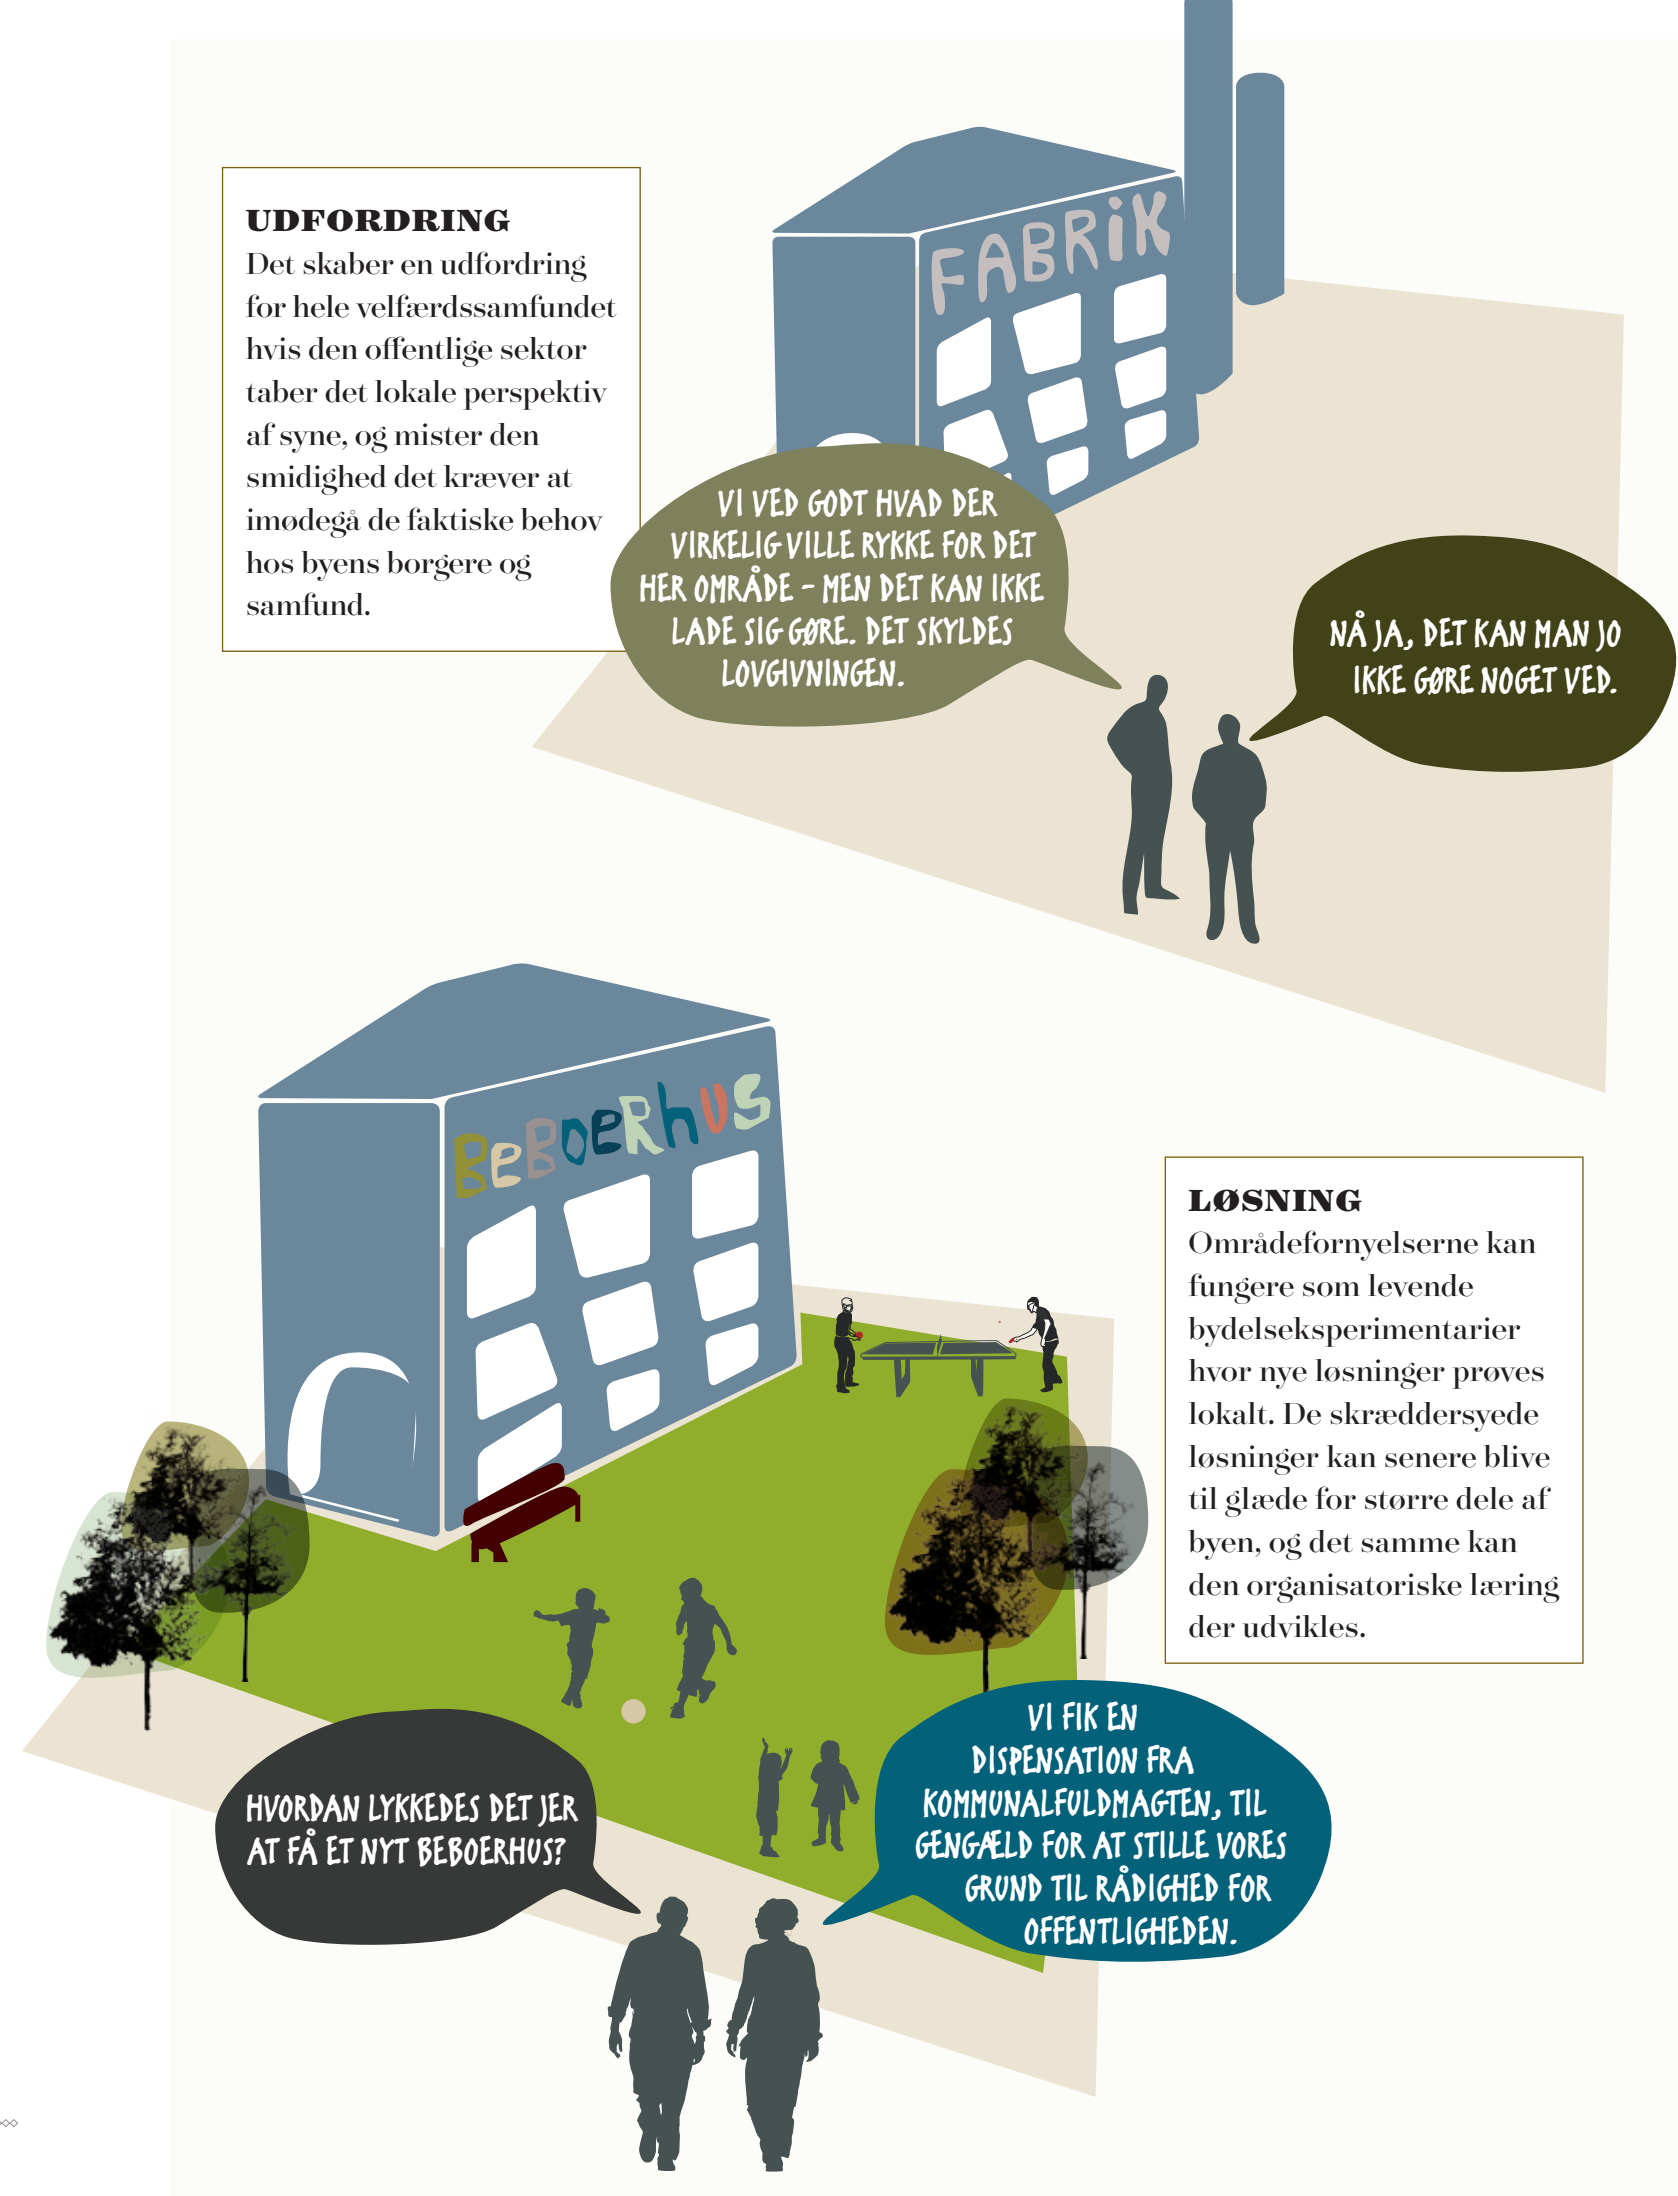 UDFORDRING
Det skaber en udfordring
for hele velfærdssamfundet
hvis den offentlige sektor
taber det lokale perspektiv
af syne, og mister den
smidighed det kræver at
imødegå de faktiske behov
hos byens borgere og
samfund.
FABRiK
VI VED GODT HVAD DER
VIRKELIG VILLE RYKKE FOR DET
HER OMRÅDE – MEN DET KAN IKKE
LADE SIG GØRE. DET SKYLDES
LOVGIVNINGEN.
NÅ JA, DET KAN MAN JO
IKKE GØRE NOGET VED.
BeBOERhUS
LØSNING
Områdefornyelserne kan
fungere som levende
bydelseksperimentarier
hvor nye løsninger prøves
lokalt. De skræddersyede
løsninger kan senere blive
til glæde for større dele af
byen, og det samme kan
den organisatoriske læring
der udvikles.
HVORDAN LYKKEDES DET JER
AT FÅ ET NYT BEBOERHUS?
VI FIK EN
DISPENSATION FRA
KOMMUNALFULDMAGTEN, TIL
GENGÆLD FOR AT STILLE VORES
GRUND TIL RÅDIGHED FOR
OFFENTLIGHEDEN.